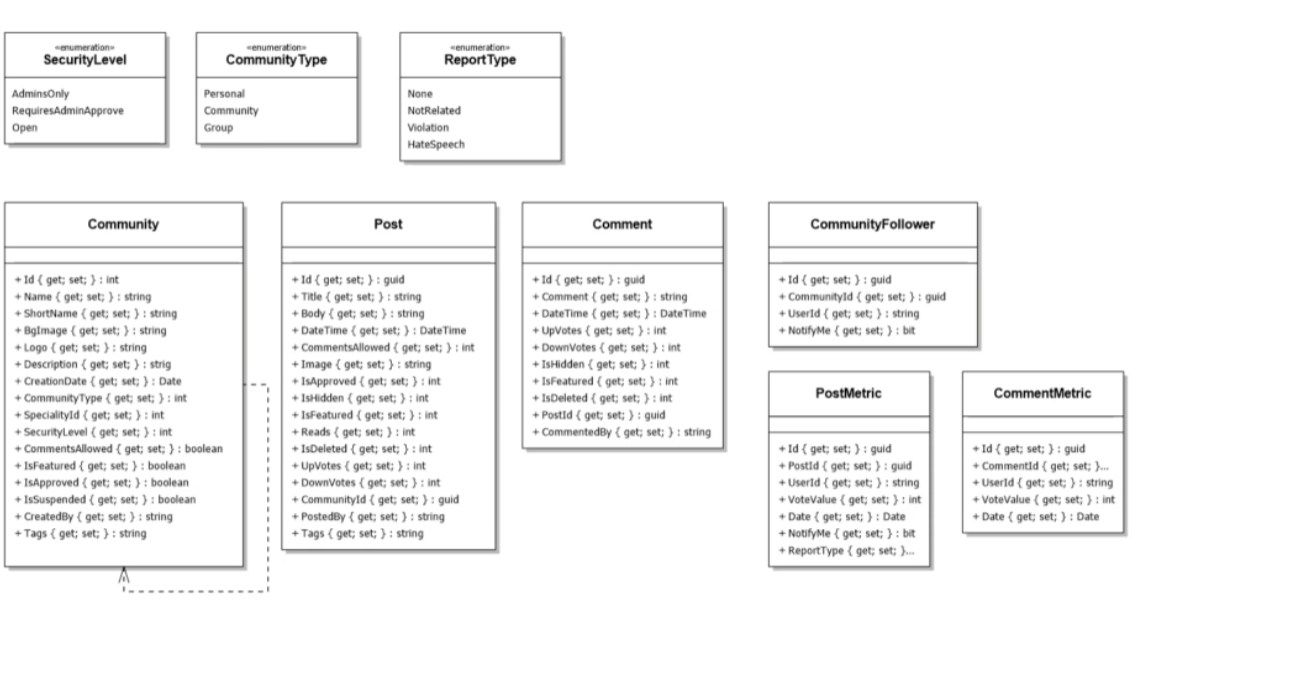 «enumeration»
SecurityLevel
AdminsOnly
RequiresAdminApprove
Open
«enumeration»
CommunityType
Personal
Community
Group
«enumeration»
ReportType
None
NotRelated
Violation
HateSpeech
Community
+ Id { get; set; } : int
+ Name { get; set; } : string
+ ShortName { get; set; } : string
+ BgImage { get; set; } : string
+ Logo { get; set; } : string
+ Description { get; set; } : strig
+ CreationDate { get; set; } : Date
+ CommunityType { get; set; } : int
+ SpecialityId { get; set; } : int
+ SecurityLevel { get; set; } : int
+ CommentsAllowed { get; set; } : boolean
+ IsFeatured { get; set; } : boolean
+ IsApproved { get; set; } : boolean
+ IsSuspended { get; set; } : boolean
+ CreatedBy { get; set; } : string
+ Tags { get; set; } : string
Post
+ Id { get; set; } : guid
+ Title { get; set; } : string
+ Body { get; set; } : string
+ DateTime { get; set; } : DateTime
+ CommentsAllowed { get; set; } : int
+ Image { get; set; } : string
+ IsApproved { get; set; } : int
+ IsHidden { get; set; } : int
+ IsFeatured { get; set; } : int
+ Reads { get; set; } : int
+ IsDeleted { get; set; } : int
+ UpVotes { get; set; } : int
+ DownVotes { get; set; } : int
+ CommunityId { get; set; } : guid
+ PostedBy { get; set; } : string
+ Tags { get; set; } : string
Comment
+ Id { get; set; } : guid
+ Comment { get; set; } : string
+ DateTime { get; set; } : DateTime
+ UpVotes { get; set; } : int
+ DownVotes { get; set; } : int
+ IsHidden { get; set; } : int
+ IsFeatured { get; set; } : int
+ IsDeleted { get; set; } : int
+ PostId { get; set; } : guid
+ CommentedBy { get; set; } : string
CommunityFollower
+ Id { get; set; } : guid
+ CommunityId { get; set; } : guid
+ UserId { get; set; } : string
+ NotifyMe { get; set; } : bit
PostMetric
+ Id { get; set; } : guid
+ PostId { get; set; } : guid
+ UserId { get; set; } : string
+ VoteValue { get; set; } : int
+ Date { get; set; } : Date
+ NotifyMe { get; set; } : bit
+ ReportType { get; set; }...
CommentMetric
+ Id { get; set; } : guid
+ CommentId { get; set; }...
+ UserId { get; set; } : string
+ VoteValue { get; set; } : int
+ Date { get; set; } : Date